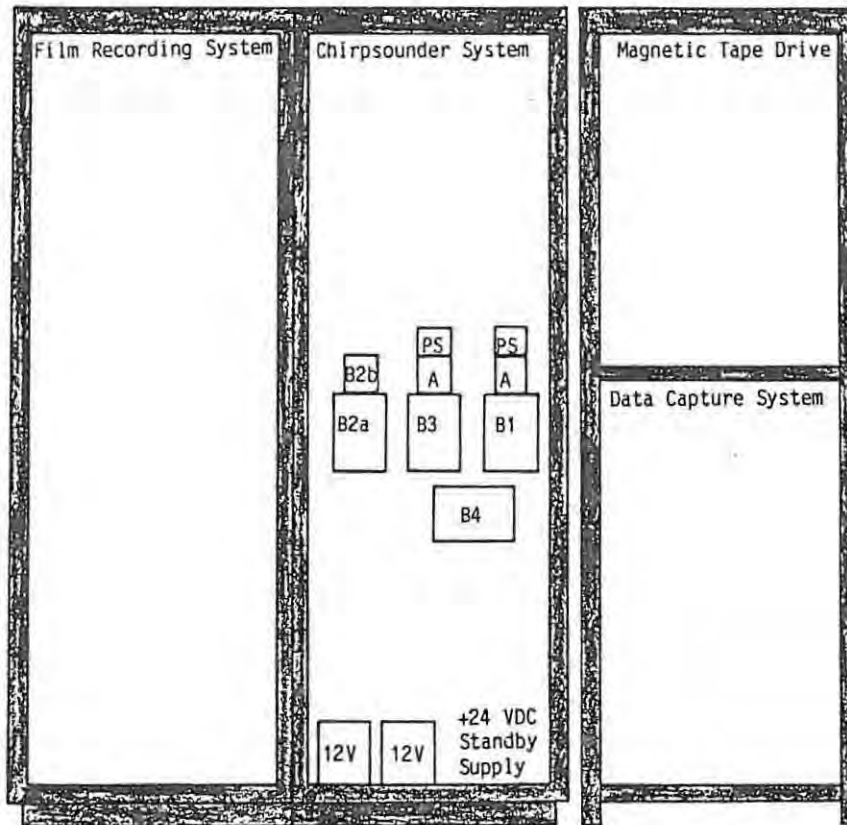 Film Recording System
Chirpsounder System
Magnetic Tape Drive
PS
PS
B2b
A
A
B2a
B3
B1
Data Capture System
B4
12V
12V
+24 VDC
Standby
Supply